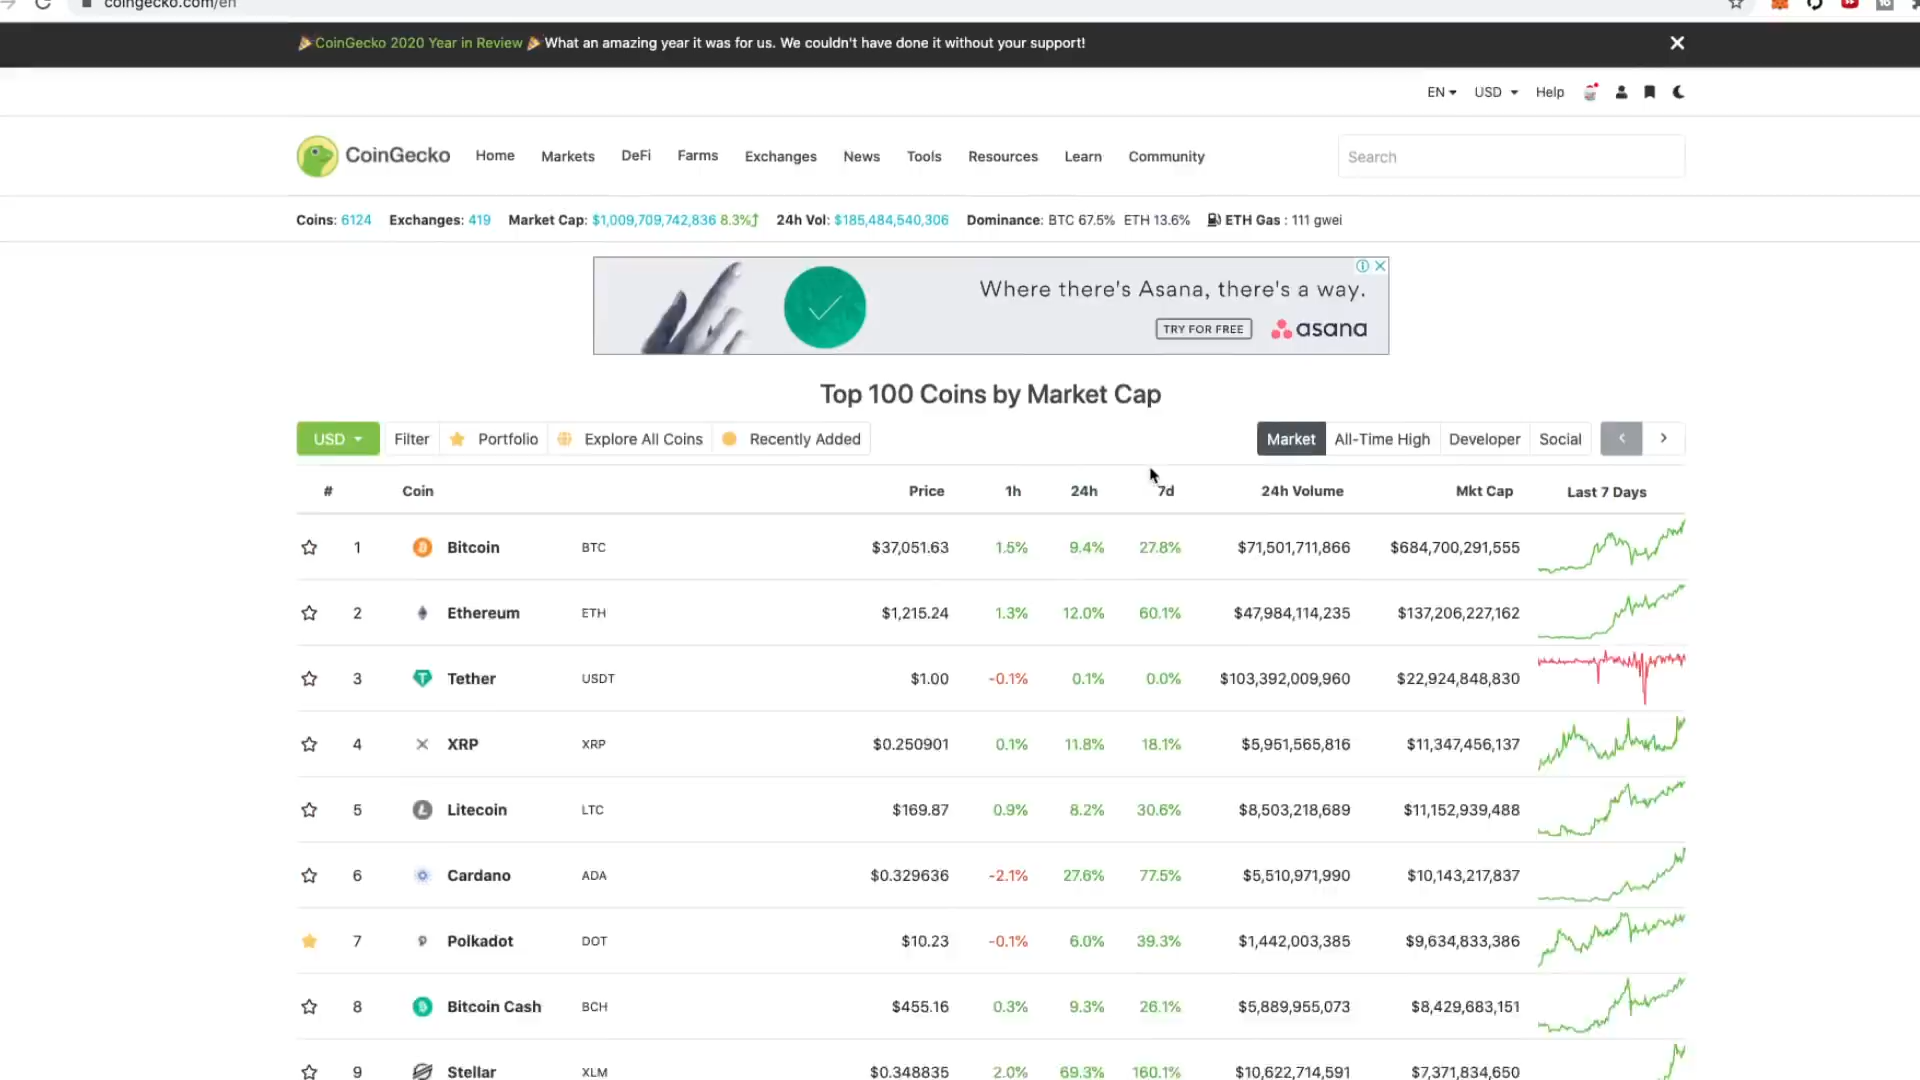 coingecko.com/en
🎉CoinGecko 2020 Year in Review 🎉What an amazing year it was for us. We couldn't have done it without your support!
EN USD Help
CoinGecko Home Markets DeFi Farms Exchanges News Tools Resources Learn Community Search
Coins: 6124 Exchanges: 419 Market Cap: $1,009,709,742,836 8.3% 24h Vol: $185,484,540,306 Dominance: BTC 67.5% ETH 13.6% ETH Gas : 111 gwei
Where there's Asana, there's a way.
TRY FOR FREE asana
Top 100 Coins by Market Cap
USD Filter Portfolio Explore All Coins Recently Added Market All-Time High Developer Social
# Coin Price 1h 24h 7d 24h Volume Mkt Cap Last 7 Days
1 Bitcoin BTC $37,051.63 1.5% 9.4% 27.8% $71,501,711,866 $684,700,291,555
2 Ethereum ETH $1,215.24 1.3% 12.0% 60.1% $47,984,114,235 $137,206,227,162
3 Tether USDT $1.00 -0.1% 0.1% 0.0% $103,392,009,960 $22,924,848,830
4 XRP XRP $0.250901 0.1% 11.8% 18.1% $5,951,565,816 $11,347,456,137
5 Litecoin LTC $169.87 0.9% 8.2% 30.6% $8,503,218,689 $11,152,939,488
6 Cardano ADA $0.329636 -2.1% 27.6% 77.5% $5,510,971,990 $10,143,217,837
7 Polkadot DOT $10.23 -0.1% 6.0% 39.3% $1,442,003,385 $9,634,833,386
8 Bitcoin Cash BCH $455.16 0.3% 9.3% 26.1% $5,889,955,073 $8,429,683,151
9 Stellar XLM $0.348835 2.0% 69.3% 160.1% $10,622,714,591 $7,371,834,650